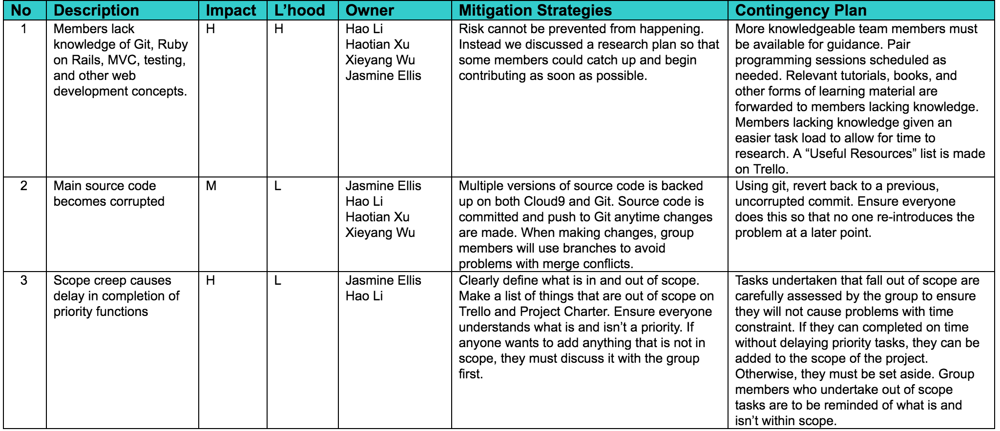 No Description Impact L’hood Owner Mitigation Strategies Contingency Plan
1
Members lack
knowledge of Git, Ruby
on Rails, MVC, testing,
and other web
development concepts.
H
H
Hao Li
Haotian Xu
Xieyang Wu
Jasmine Ellis
Risk cannot be prevented from happening.
Instead we discussed a research plan so that
some members could catch up and begin
contributing as soon as possible.
More knowledgeable team members must
be available for guidance. Pair
programming sessions scheduled as
needed. Relevant tutorials, books, and
other forms of learning material are
forwarded to members lacking knowledge.
Members lacking knowledge given an
easier task load to allow for time to
research. A “Useful Resources” list is made
on Trello.
2
Main source code
becomes corrupted
M
L
Jasmine Ellis
Hao Li
Haotian Xu
Xieyang Wu
Multiple versions of source code is backed
up on both Cloud9 and Git. Source code is
committed and push to Git anytime changes
are made. When making changes, group
members will use branches to avoid
problems with merge conflicts.
Using git, revert back to a previous,
uncorrupted commit. Ensure everyone
does this so that no one re-introduces the
problem at a later point.
3
Scope creep causes
delay in completion of
priority functions
H
L
Jasmine Ellis
Hao Li
Clearly define what is in and out of scope.
Make a list of things that are out of scope on
Trello and Project Charter. Ensure everyone
understands what is and isn’t a priority. If
anyone wants to add anything that is not in
scope, they must discuss it with the group
first.
Tasks undertaken that fall out of scope are
carefully assessed by the group to ensure
they will not cause problems with time
constraint. If they can completed on time
without delaying priority tasks, they can be
added to the scope of the project.
Otherwise, they must be set aside. Group
members who undertake out of scope
tasks are to be reminded of what is and
isn’t within scope.